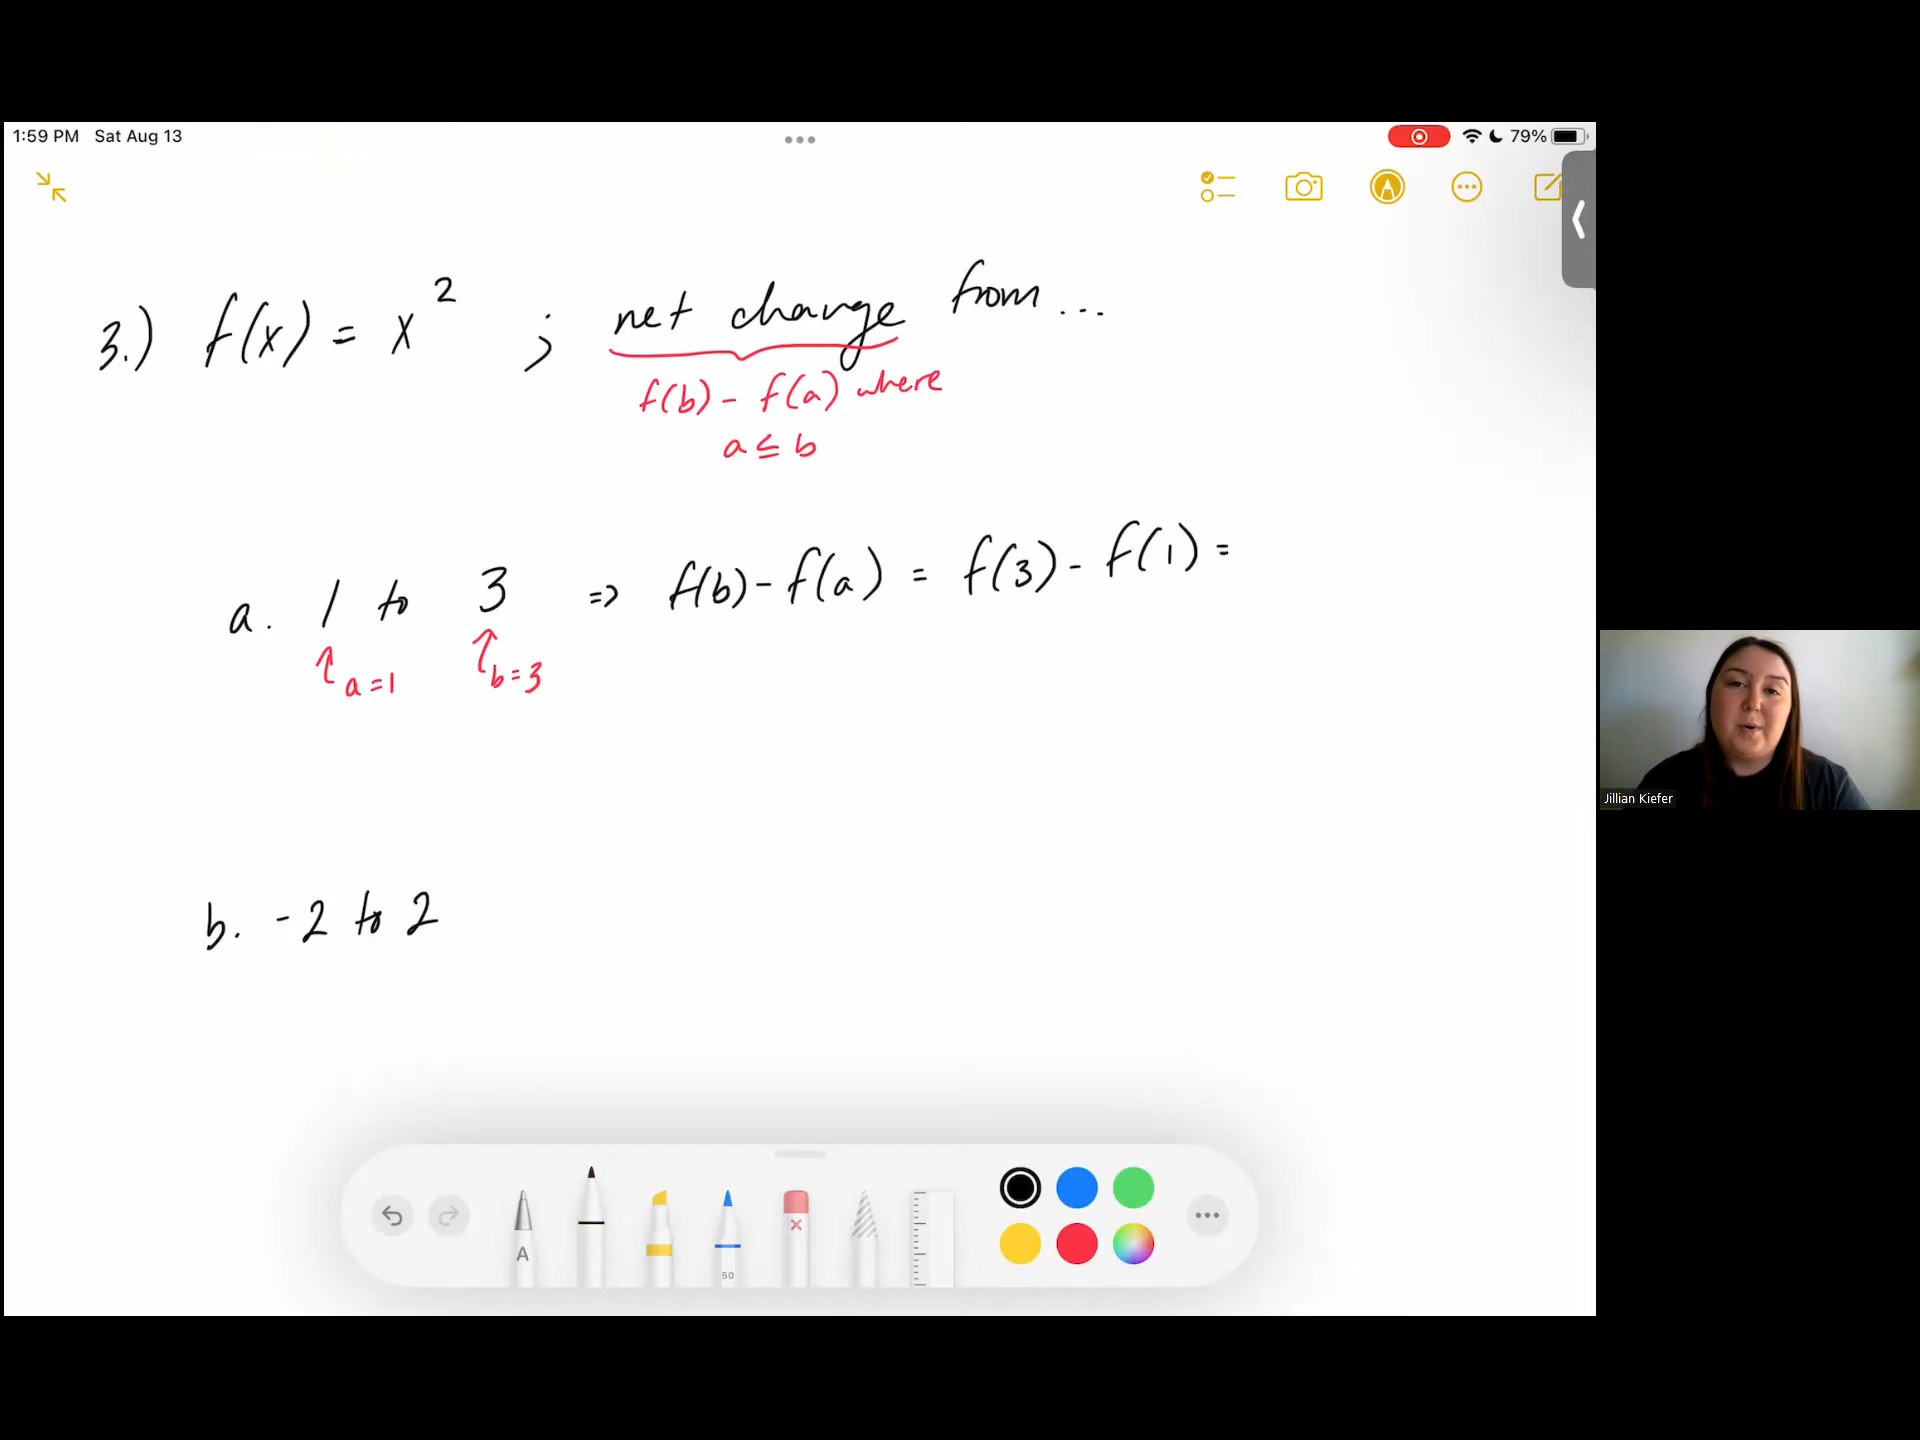 1:59 PM Sat Aug 13
79%
3.) f(x) = x² ; net change from...
f(b) - f(a) where
a ≤ b
a. 1 to 3 => f(b) - f(a) = f(3) - f(1) =
a = 1 b = 3
Jillian Kiefer
b. -2 to 2
A
50